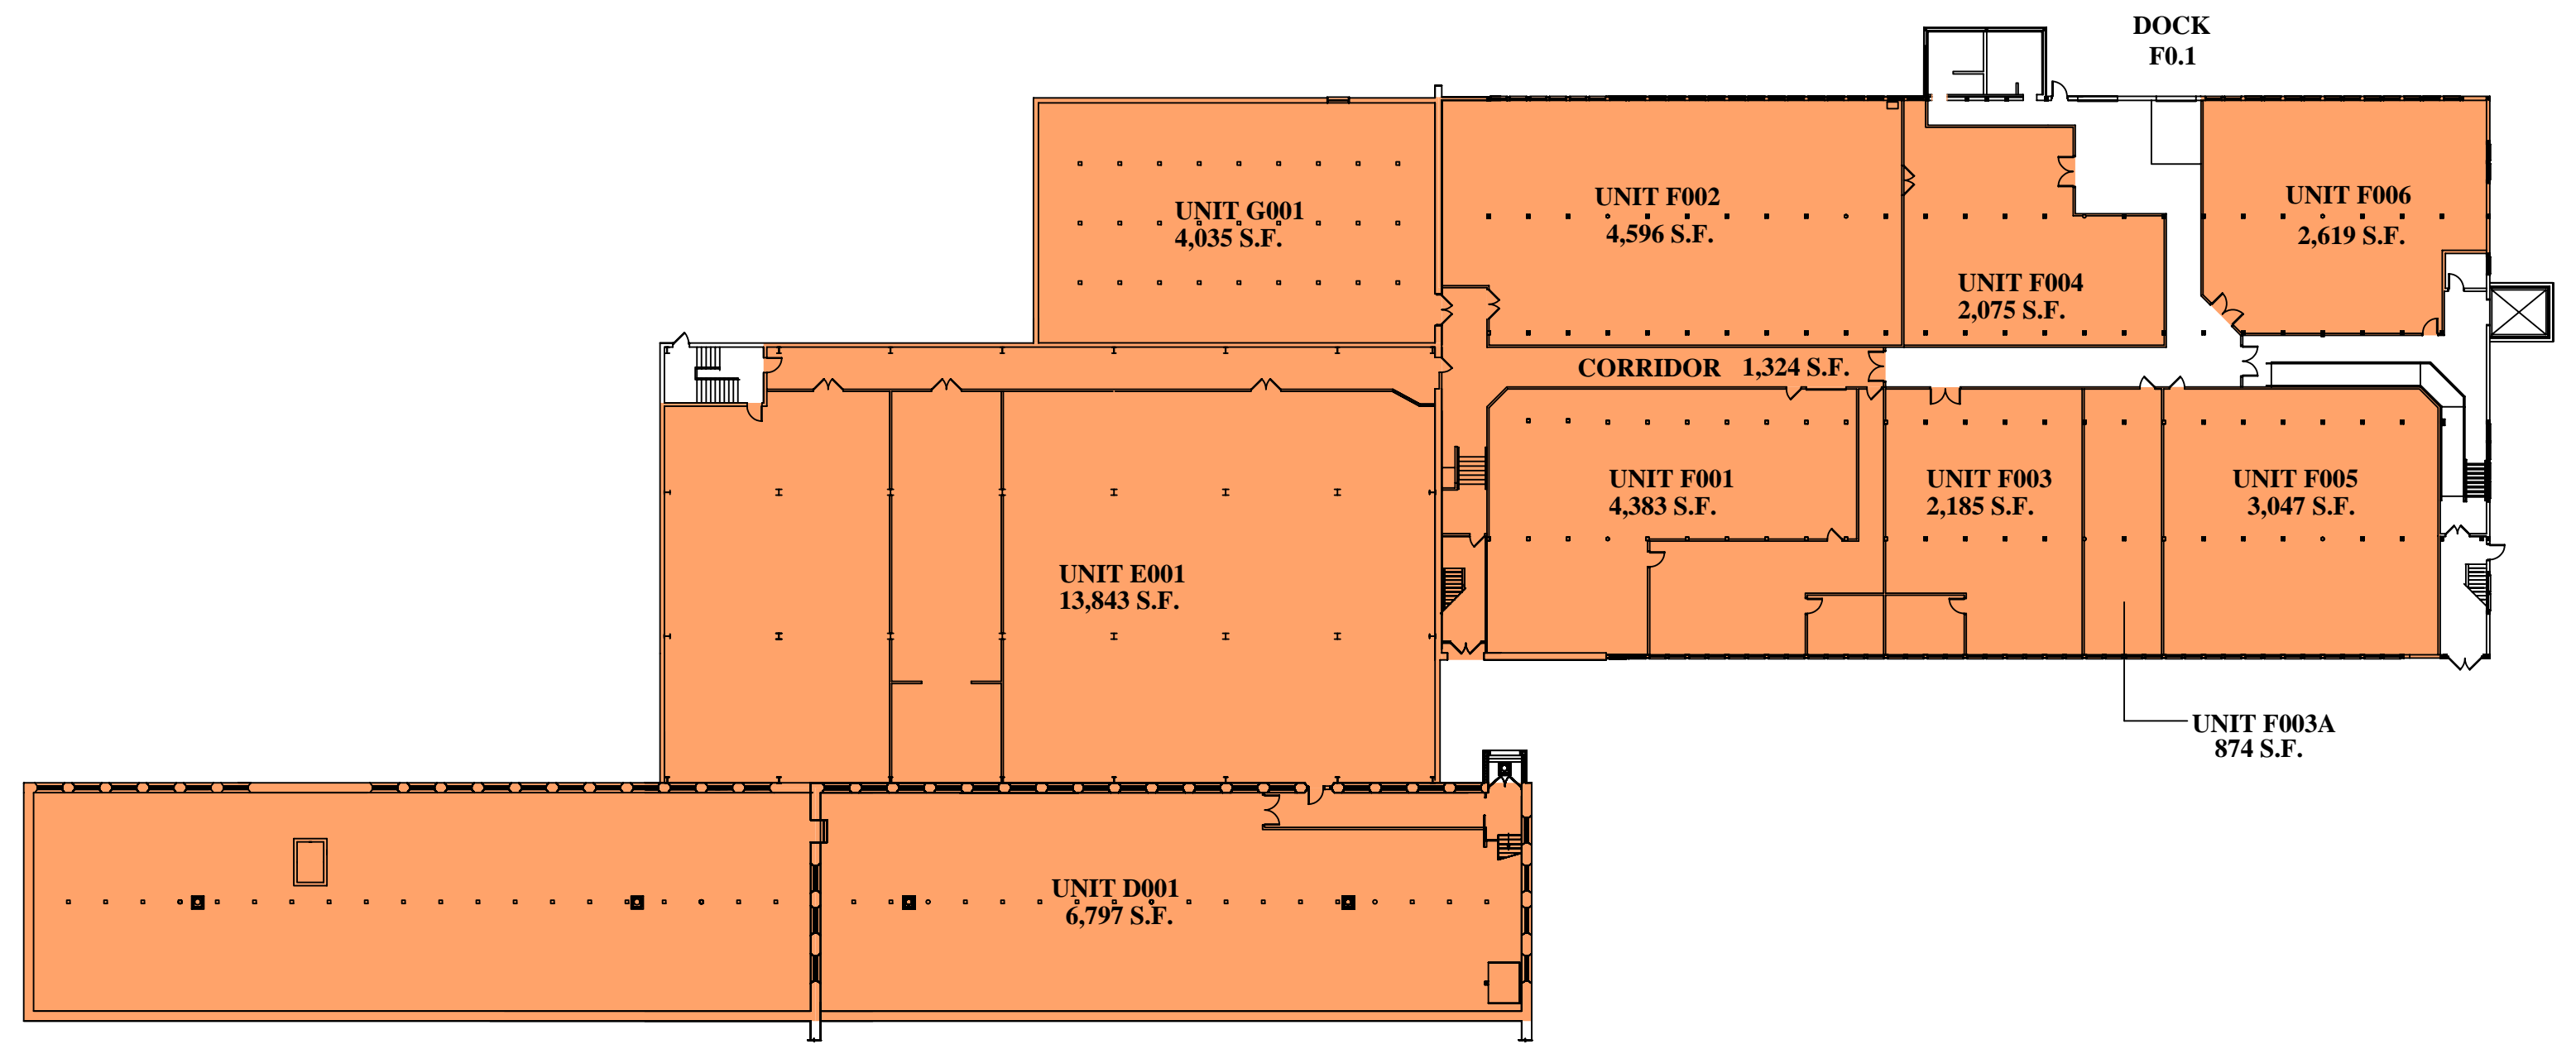 DOCK
F0.1
UNIT G001
4,035 S.F.
UNIT F002
4,596 S.F.
UNIT F006
2,619 S.F.
UNIT F004
2,075 S.F.
CORRIDOR 1,324 S.F.
UNIT F001
4,383 S.F.
UNIT F003
2,185 S.F.
UNIT F005
3,047 S.F.
UNIT E001
13,843 S.F.
UNIT F003A
874 S.F.
UNIT D001
6,797 S.F.